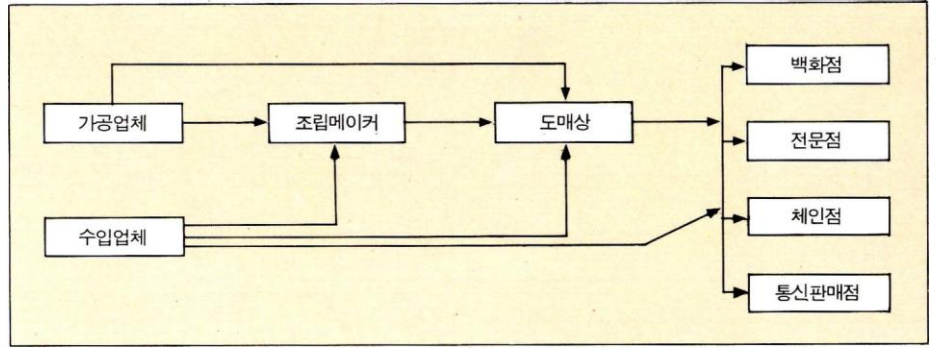 백화점
가공업체
조립메이커
도매상
전문점
체인점
수입업체
통신판매점